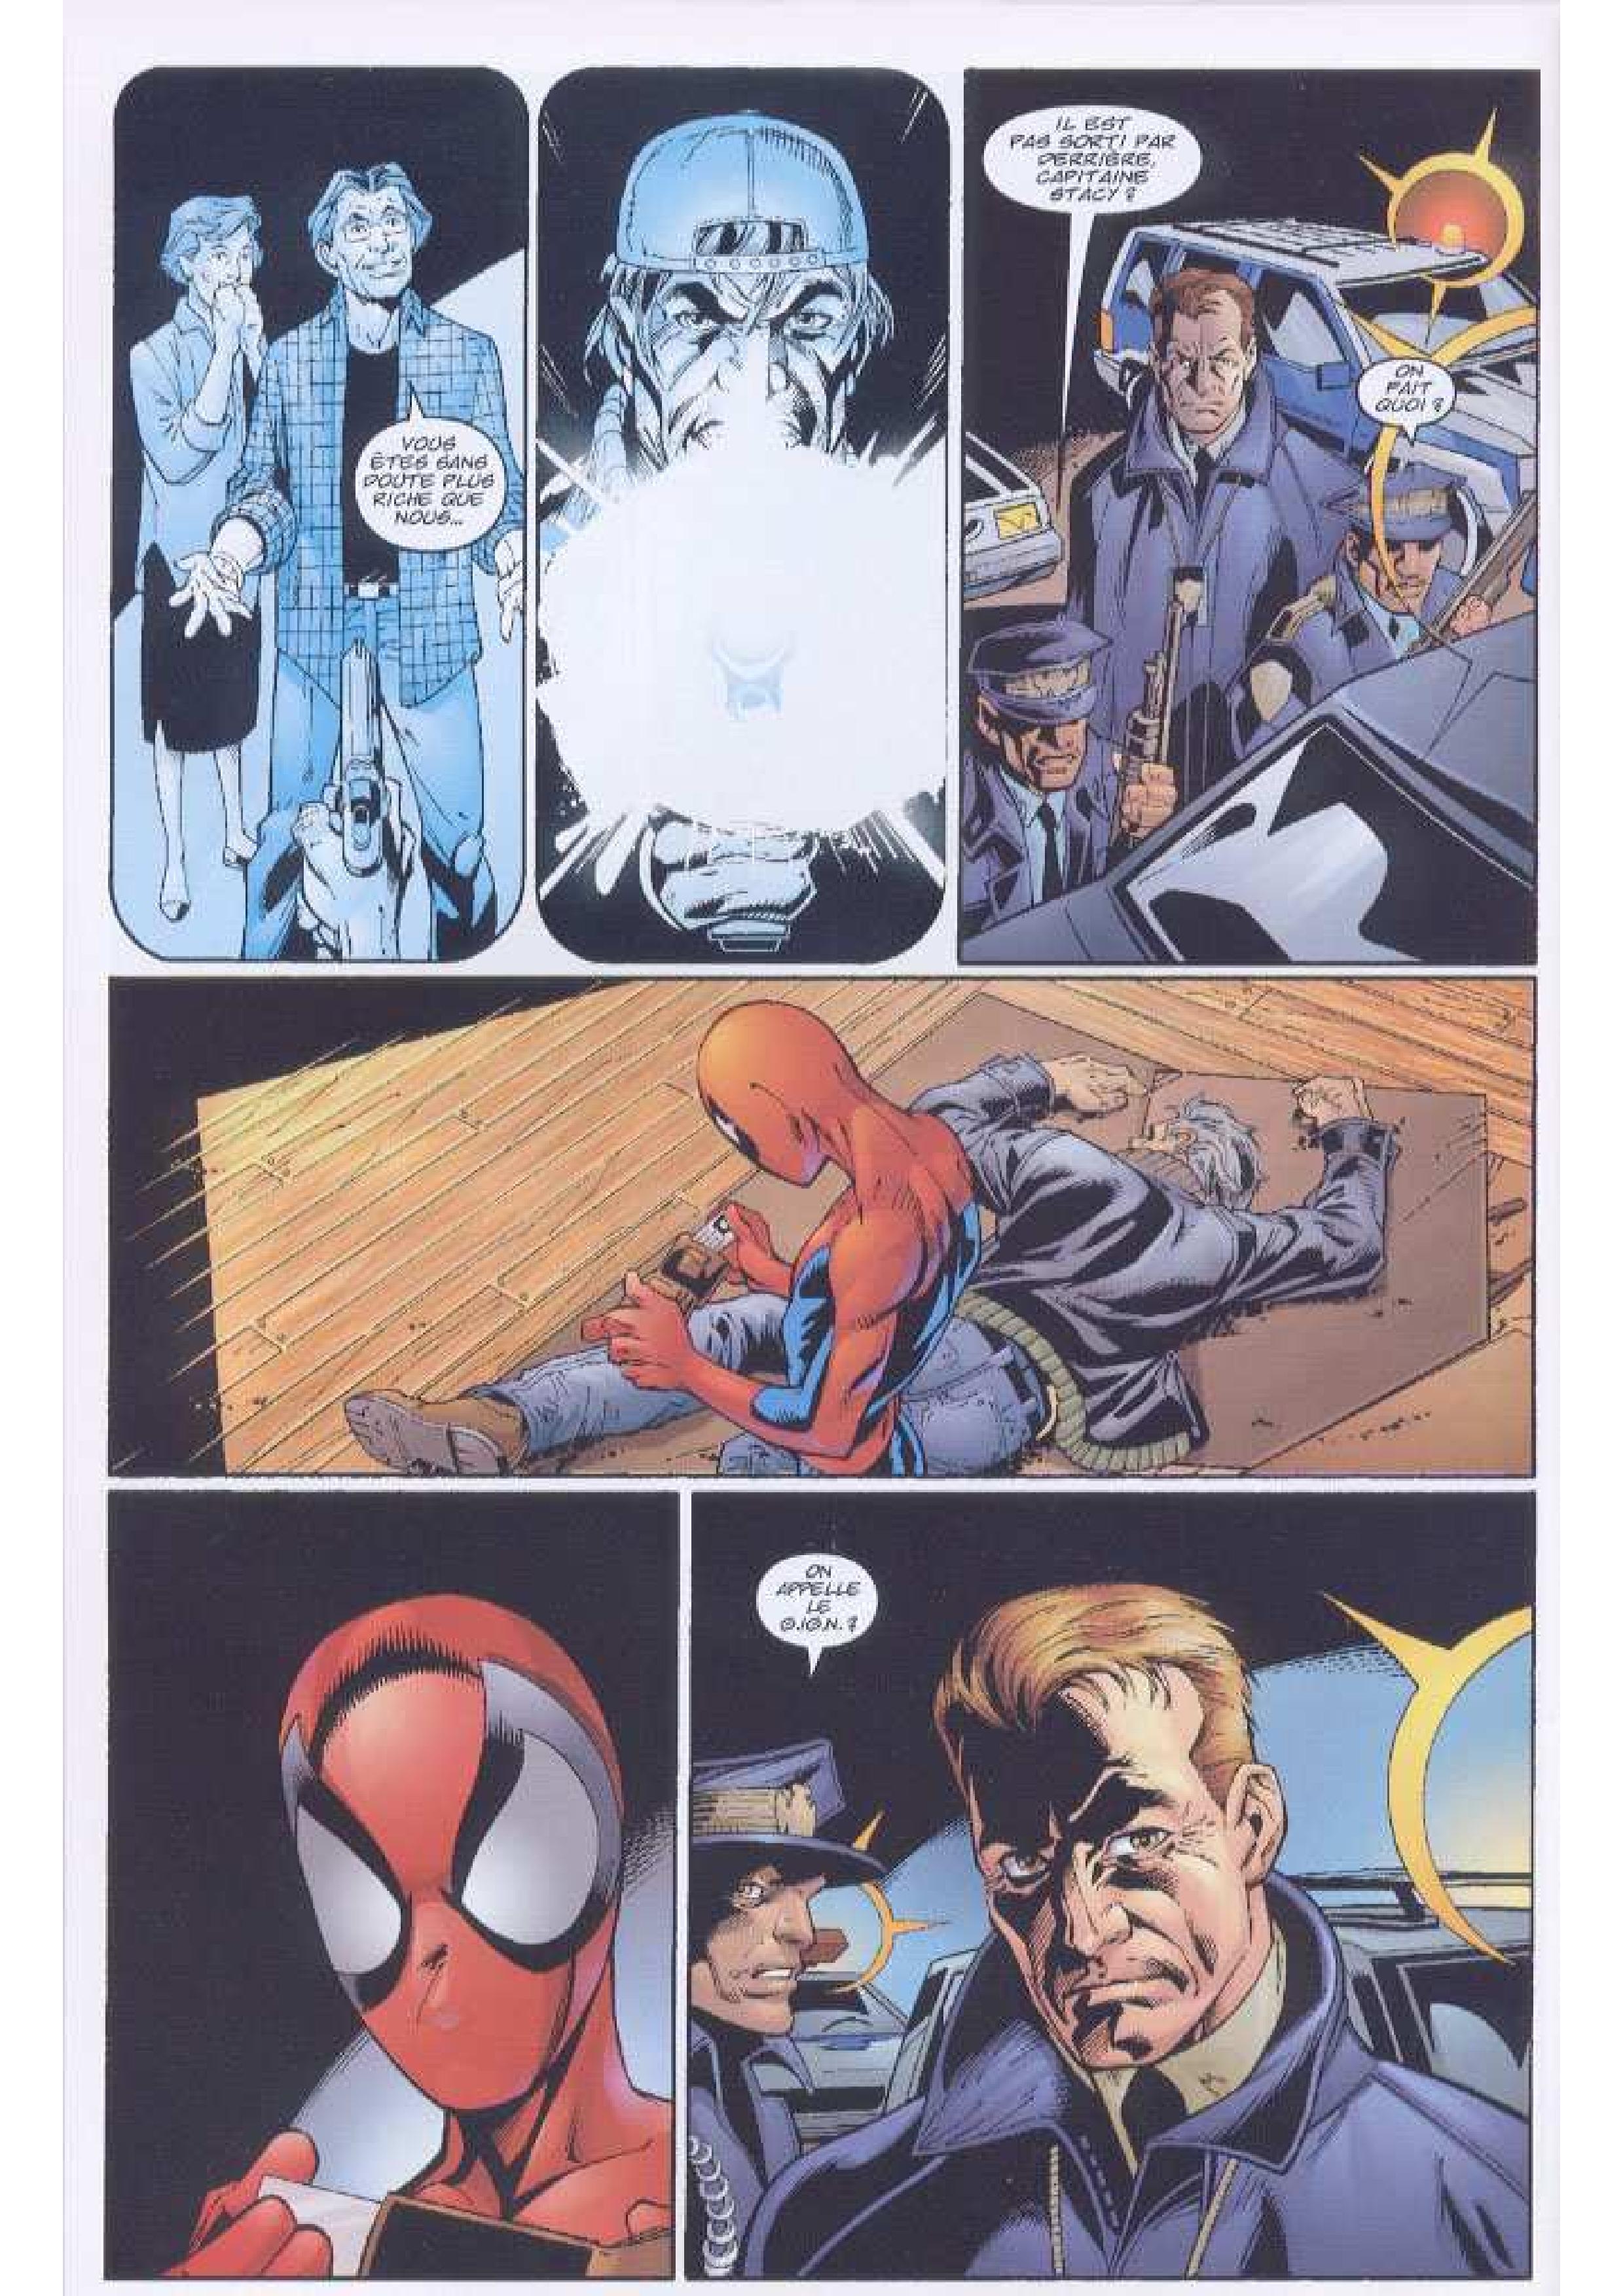 VOUS
ÊTES SANS
DOUTE PLUS
RICHE QUE
NOUS...
IL EST
PAS SORTI PAR
DERRIÈRE,
CAPITAINE
STACY ?
ON
FAIT
QUOI ?
ON
APPELLE
LE
G.I.G.N. ?